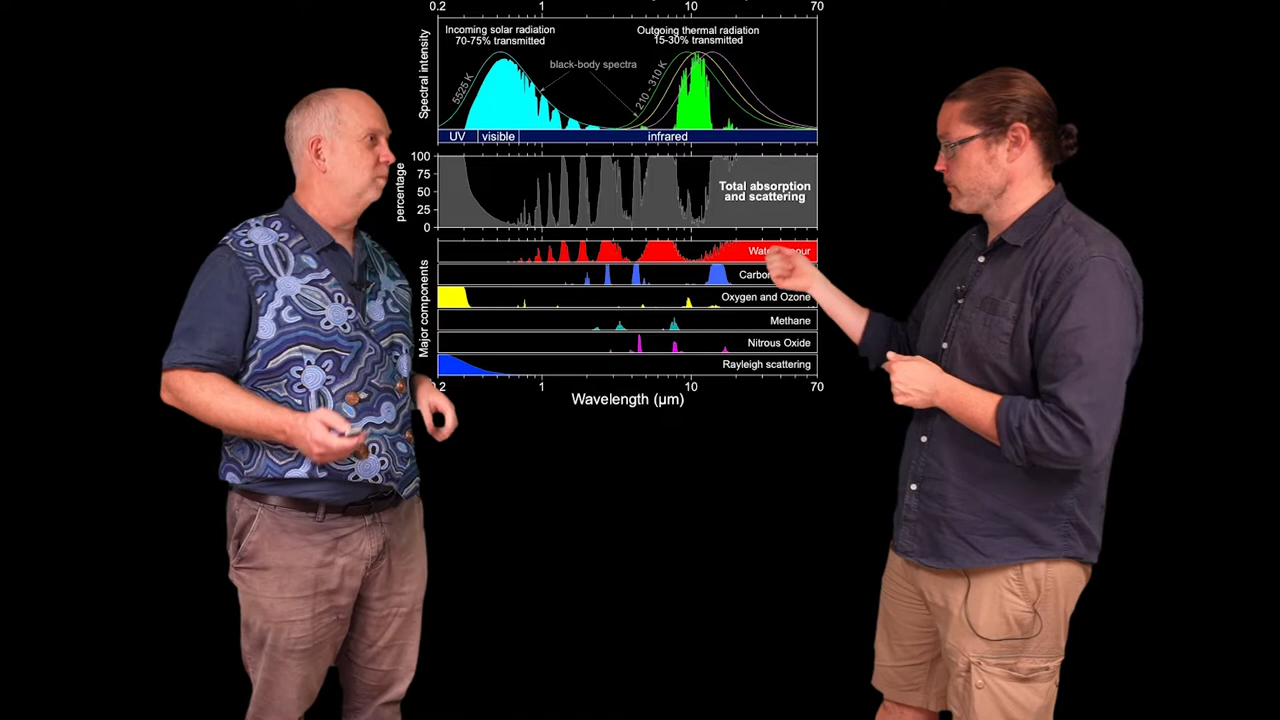 0.2 1 10 70
Incoming solar radiation
70-75% transmitted
Outgoing thermal radiation
15-30% transmitted
black-body spectra
5525 K
210 - 310 K
Spectral intensity
UV visible infrared
100
75
50
25
0
percentage
Total absorption
and scattering
Major components
Carbon
Oxygen and Ozone
Methane
Nitrous Oxide
Rayleigh scattering
0.2 1 10 70
Wavelength (μm)